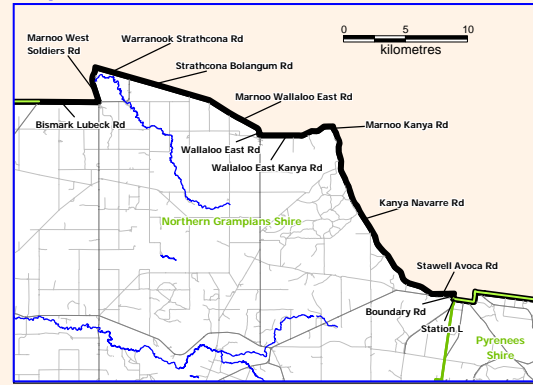 Marnoo West
Soldiers Rd
Warranook Strathcona Rd
0 5 10
kilometres
Strathcona Bolangum Rd
Marnoo Wallaloo East Rd
Bismark Lubeck Rd
Marnoo Kanya Rd
Wallaloo East Rd
Wallaloo East Kanya Rd
Kanya Navarre Rd
Northern Grampians Shire
Stawell Avoca Rd
Boundary Rd
Station L
Pyrenees
Shire